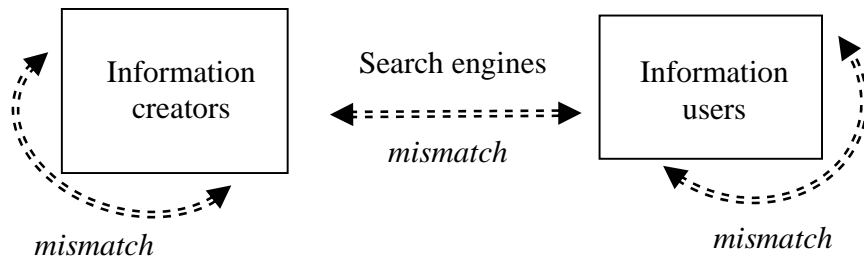 Information
creators
Search engines
mismatch
Information
users
mismatch
mismatch